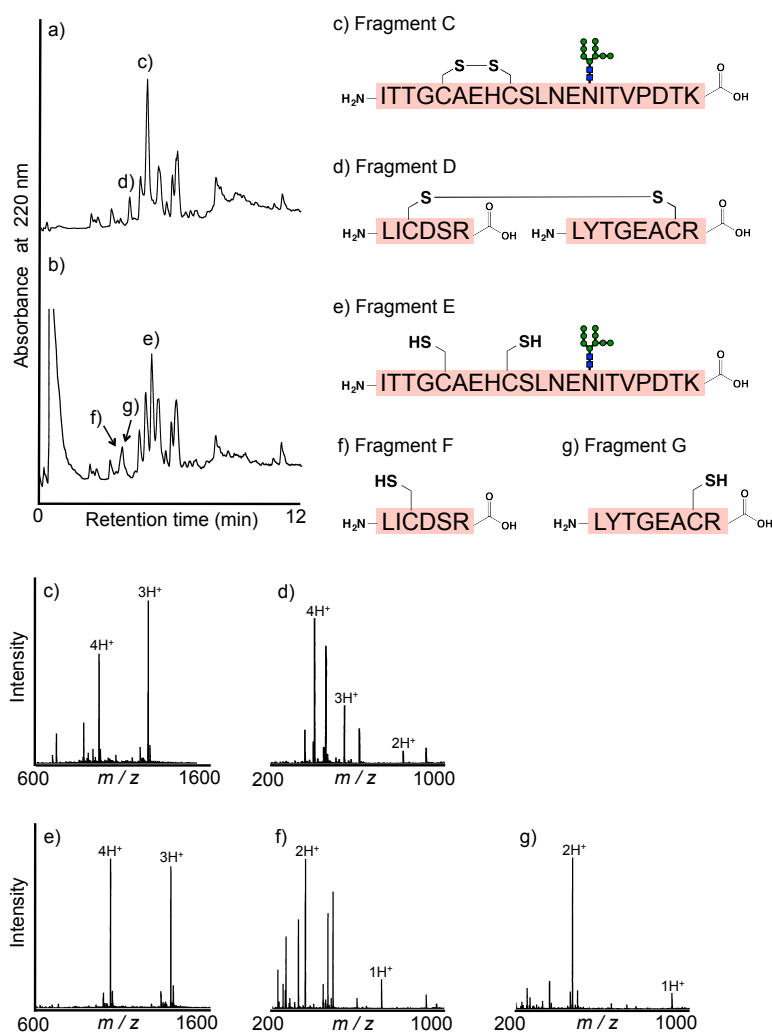 a)
c)
d)
b)
e)
f)
g)
Absorbance at 220 nm
0
Retention time (min)
12
c) Fragment C
S S
H₂N ITTGCAEHCSLNENITVPDTK O OH
d) Fragment D
S S
H₂N LICDSR O OH H₂N LYTGEACR O OH
e) Fragment E
HS SH
H₂N ITTGCAEHCSLNENITVPDTK O OH
f) Fragment F
HS
H₂N LICDSR O OH
g) Fragment G
SH
H₂N LYTGEACR O OH
c)
3H⁺
4H⁺
Intensity
600 m / z 1600
d)
4H⁺
3H⁺
2H⁺
200 m / z 1000
e)
4H⁺ 3H⁺
Intensity
600 m / z 1600
f)
2H⁺
1H⁺
200 m / z 1000
g)
2H⁺
1H⁺
200 m / z 1000